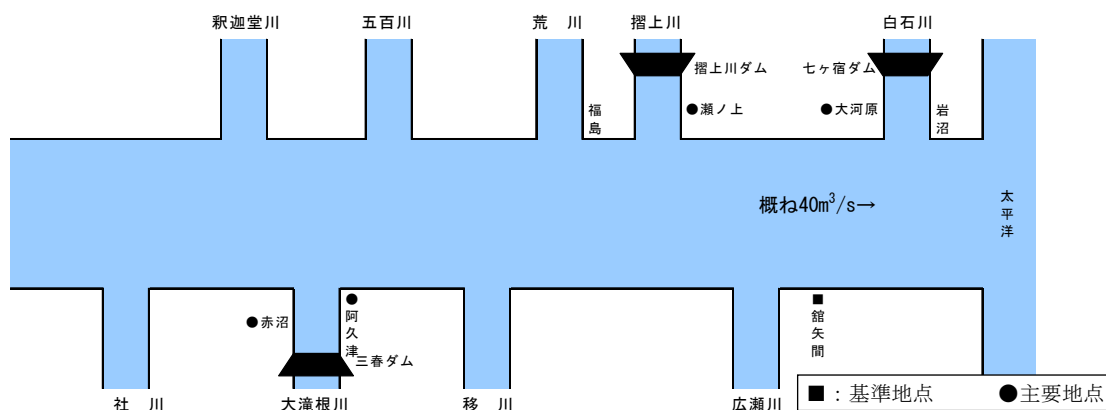 釈迦堂川
五百川
荒　川
摺上川
白石川
摺上川ダム
七ヶ宿ダム
福島
●瀬ノ上
●大河原
岩沼
概ね40m³/s→
太平洋
●赤沼
●阿久津
■舘矢間
三春ダム
社　川
大滝根川
移　川
広瀬川
■：基準地点　●主要地点